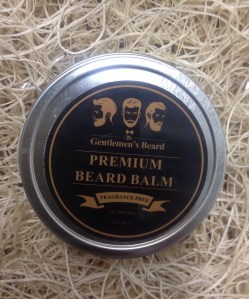 The
Gentlemen's Beard
PREMIUM
BEARD BALM
FRAGRANCE FREE